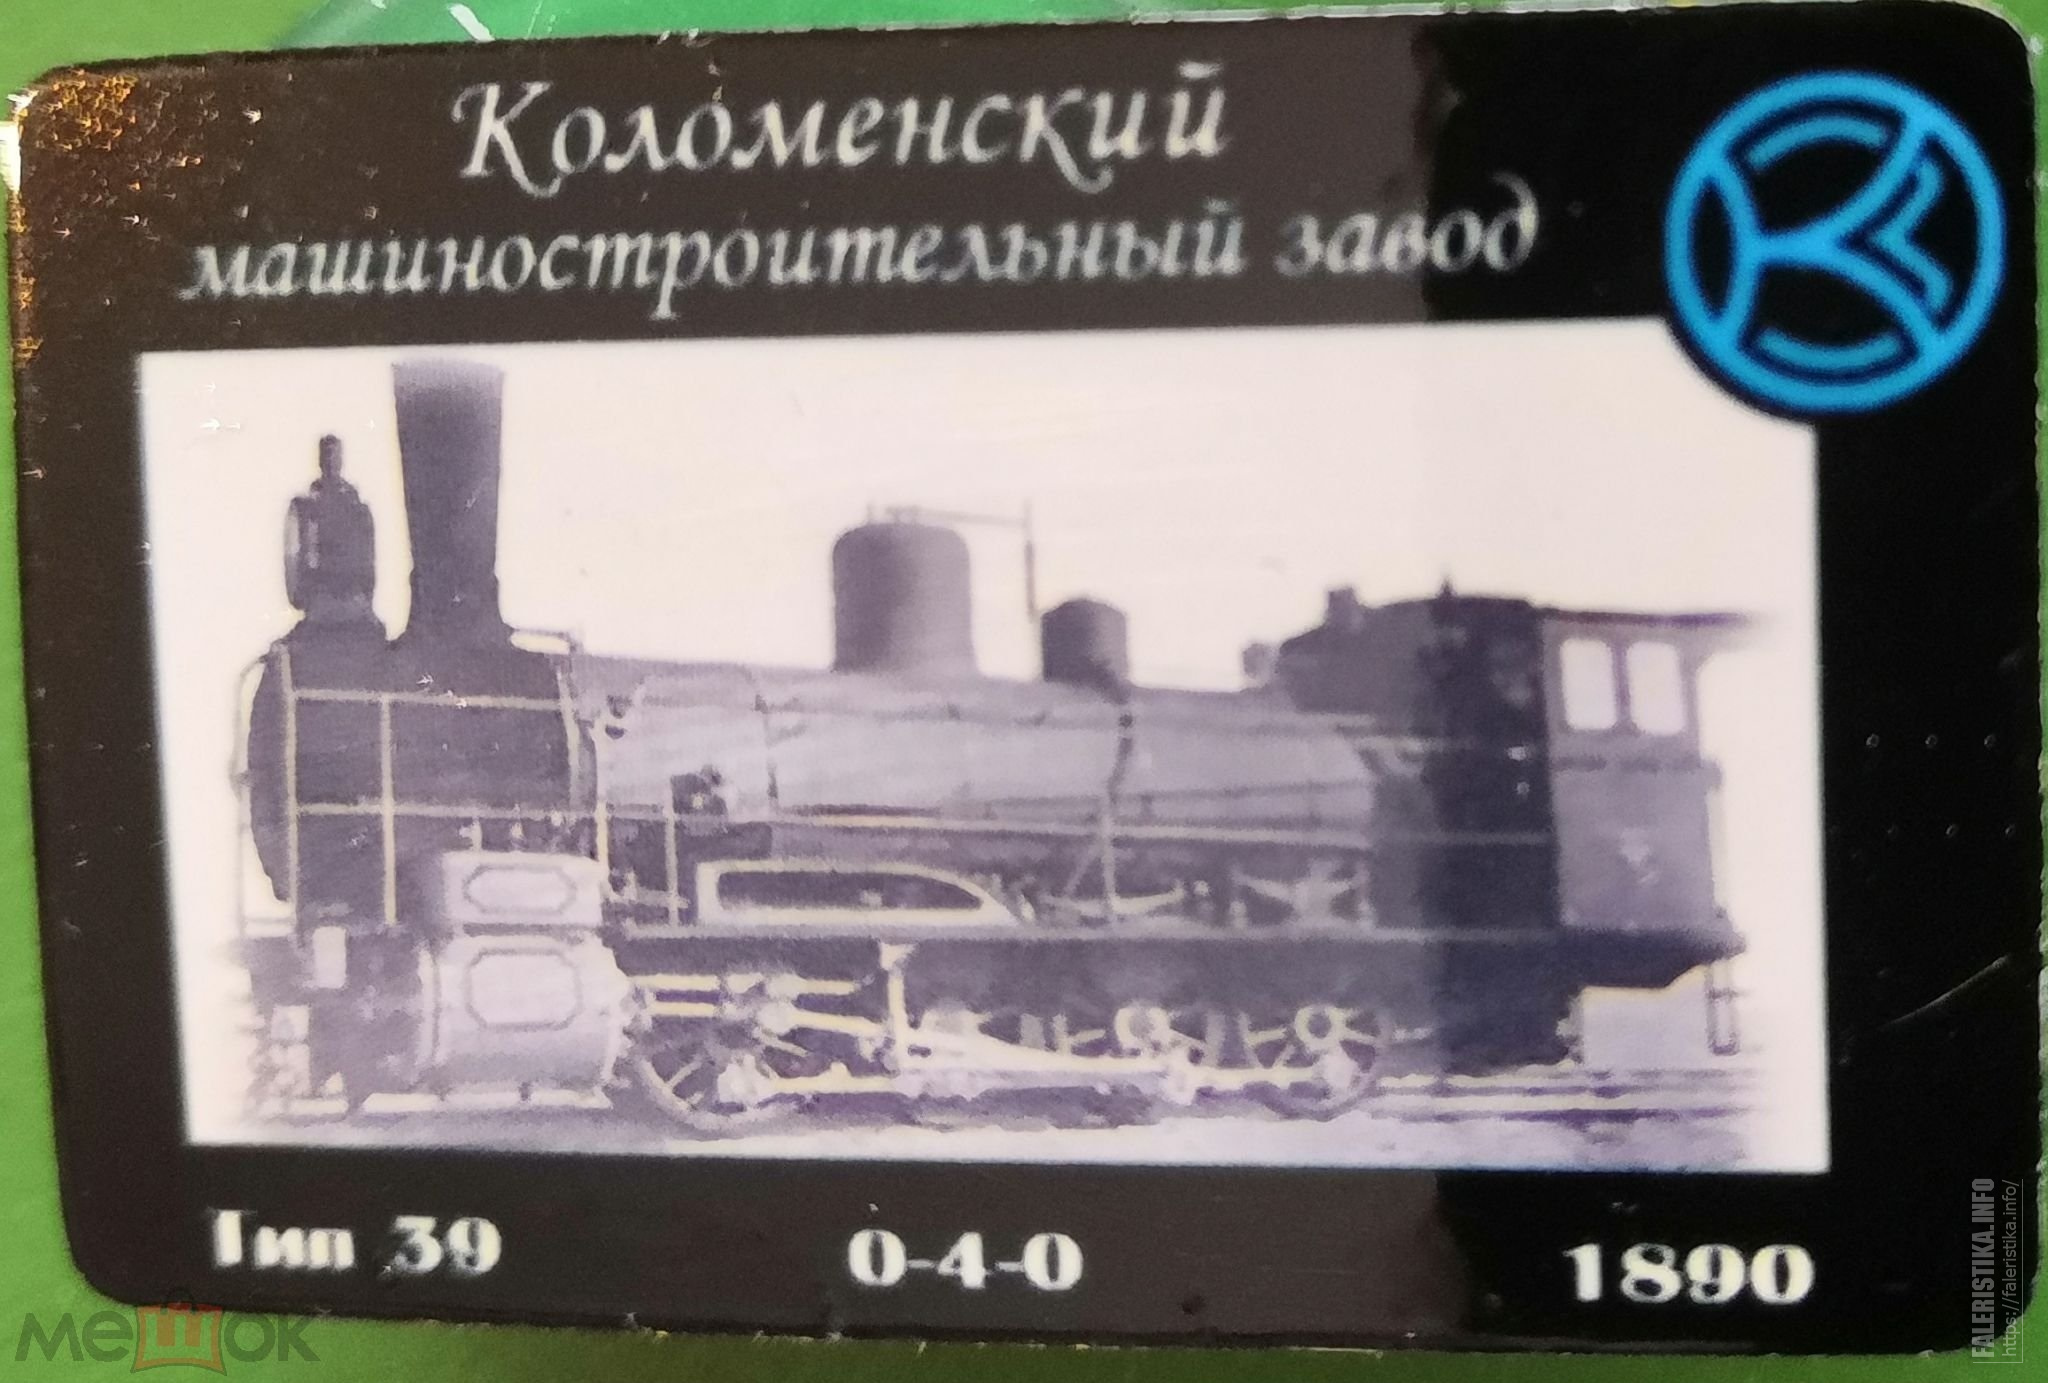 Коломенский
машиностроительный завод
Тип 39
0-4-0
1890
мешок
FALERISTIKA.INFO
https://faleristika.info/